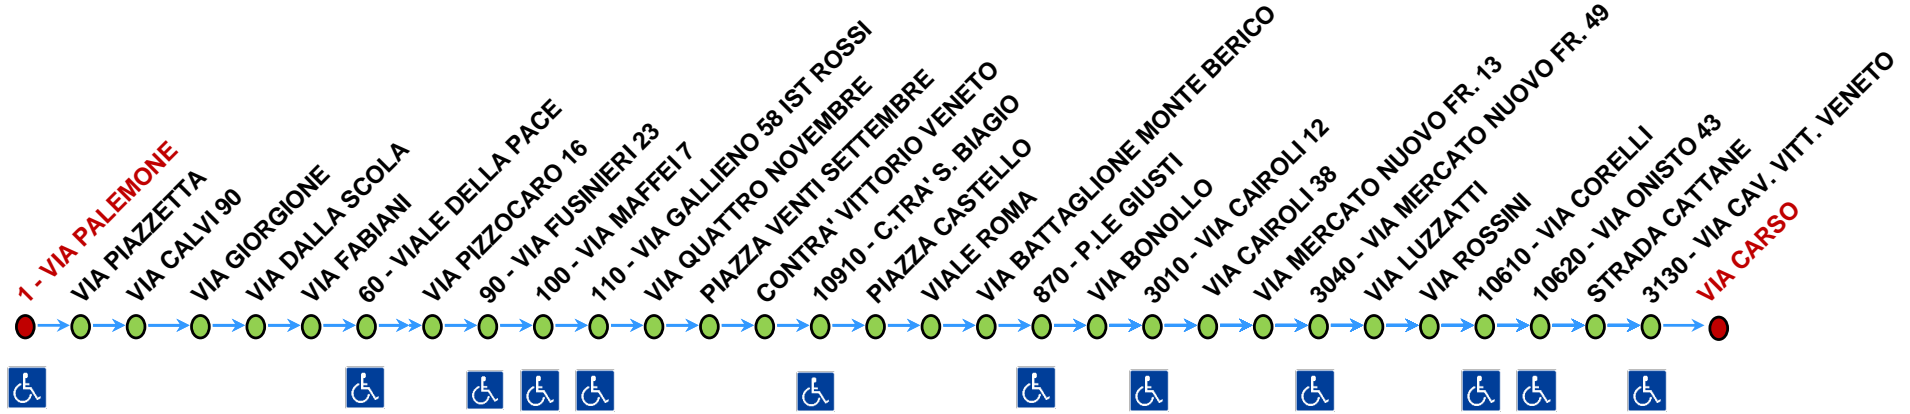 1 - VIA PALEMONE
VIA PIAZZETTA
VIA CALVI 90
VIA GIORGIONE
VIA DALLA SCOLA
VIA FABIANI
60 - VIALE DELLA PACE
VIA PIZZOCARO 16
90 - VIA FUSINIERI 23
100 - VIA MAFFEI 7
110 - VIA GALLIENO 58 IST ROSSI
VIA QUATTRO NOVEMBRE
PIAZZA VENTI SETTEMBRE
CONTRA' VITTORIO VENETO
10910 - C.TRA' S. BIAGIO
PIAZZA CASTELLO
VIALE ROMA
VIA BATTAGLIONE MONTE BERICO
870 - P.LE GIUSTI
VIA BONOLLO
3010 - VIA CAIROLI 12
VIA CAIROLI 38
VIA MERCATO NUOVO FR. 13
3040 - VIA MERCATO NUOVO FR. 49
VIA LUZZATTI
VIA ROSSINI
10610 - VIA CORELLI
10620 - VIA ONISTO 43
STRADA CATTANE
3130 - VIA CAV. VITT. VENETO
VIA CARSO